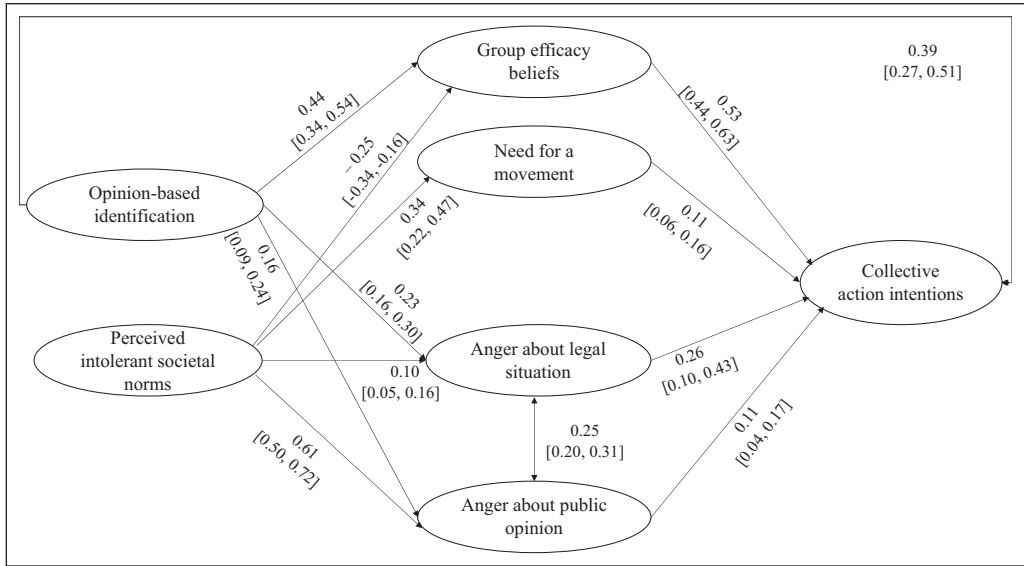 Group efficacy
beliefs
0.39
[0.27, 0.51]
0.44
[0.34, 0.54]
0.53
[0.44, 0.63]
– 0.25
[-0.34, -0.16]
Need for a
movement
Opinion-based
identification
0.34
[0.22, 0.47]
0.11
[0.06, 0.16]
0.16
[0.09, 0.24]
Collective
action intentions
0.23
[0.16, 0.30]
Perceived
intolerant societal
norms
Anger about legal
situation
0.10
[0.05, 0.16]
0.26
[0.10, 0.43]
0.25
[0.20, 0.31]
0.61
[0.50, 0.72]
0.11
[0.04, 0.17]
Anger about public
opinion